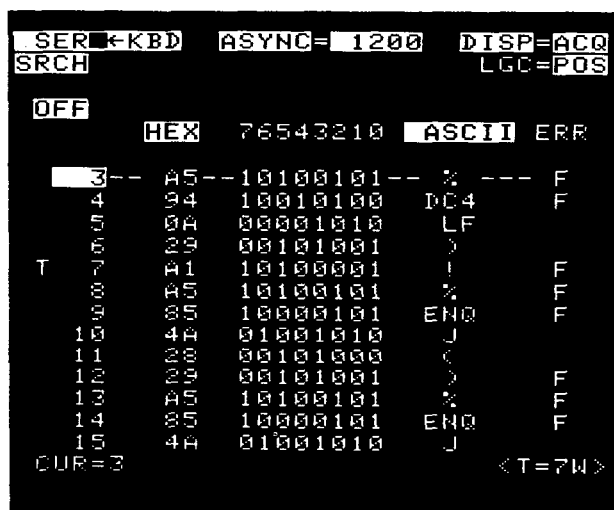 SER ←KBD ASYNC= 1200 DISP=ACQ
SRCH LGC=POS
OFF
HEX 76543210 ASCII ERR
3-- A5--10100101-- % --- F
4 94 10010100 DC4 F
5 0A 00001010 LF
6 29 00101001 )
T 7 A1 10100001 ! F
8 A5 10100101 % F
9 85 10000101 ENQ F
10 4A 01001010 J
11 28 00101000 (
12 29 00101001 ) F
13 A5 10100101 % F
14 85 10000101 ENQ F
15 4A 01001010 J
CUR=3 <T=7W>